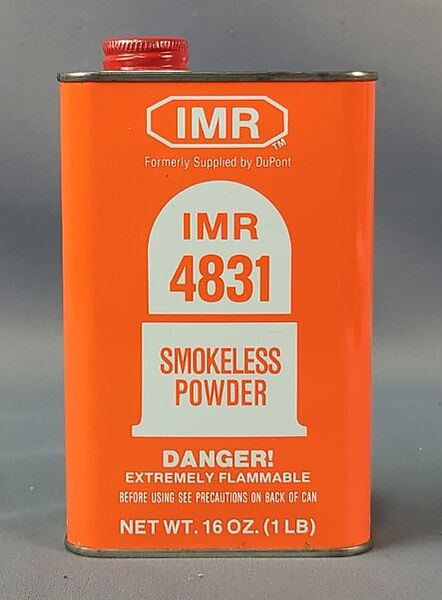 IMR
TM
Formerly Supplied by DuPont
IMR
4831
SMOKELESS
POWDER
DANGER!
EXTREMELY FLAMMABLE
BEFORE USING SEE PRECAUTIONS ON BACK OF CAN
NET WT. 16 OZ. (1 LB)